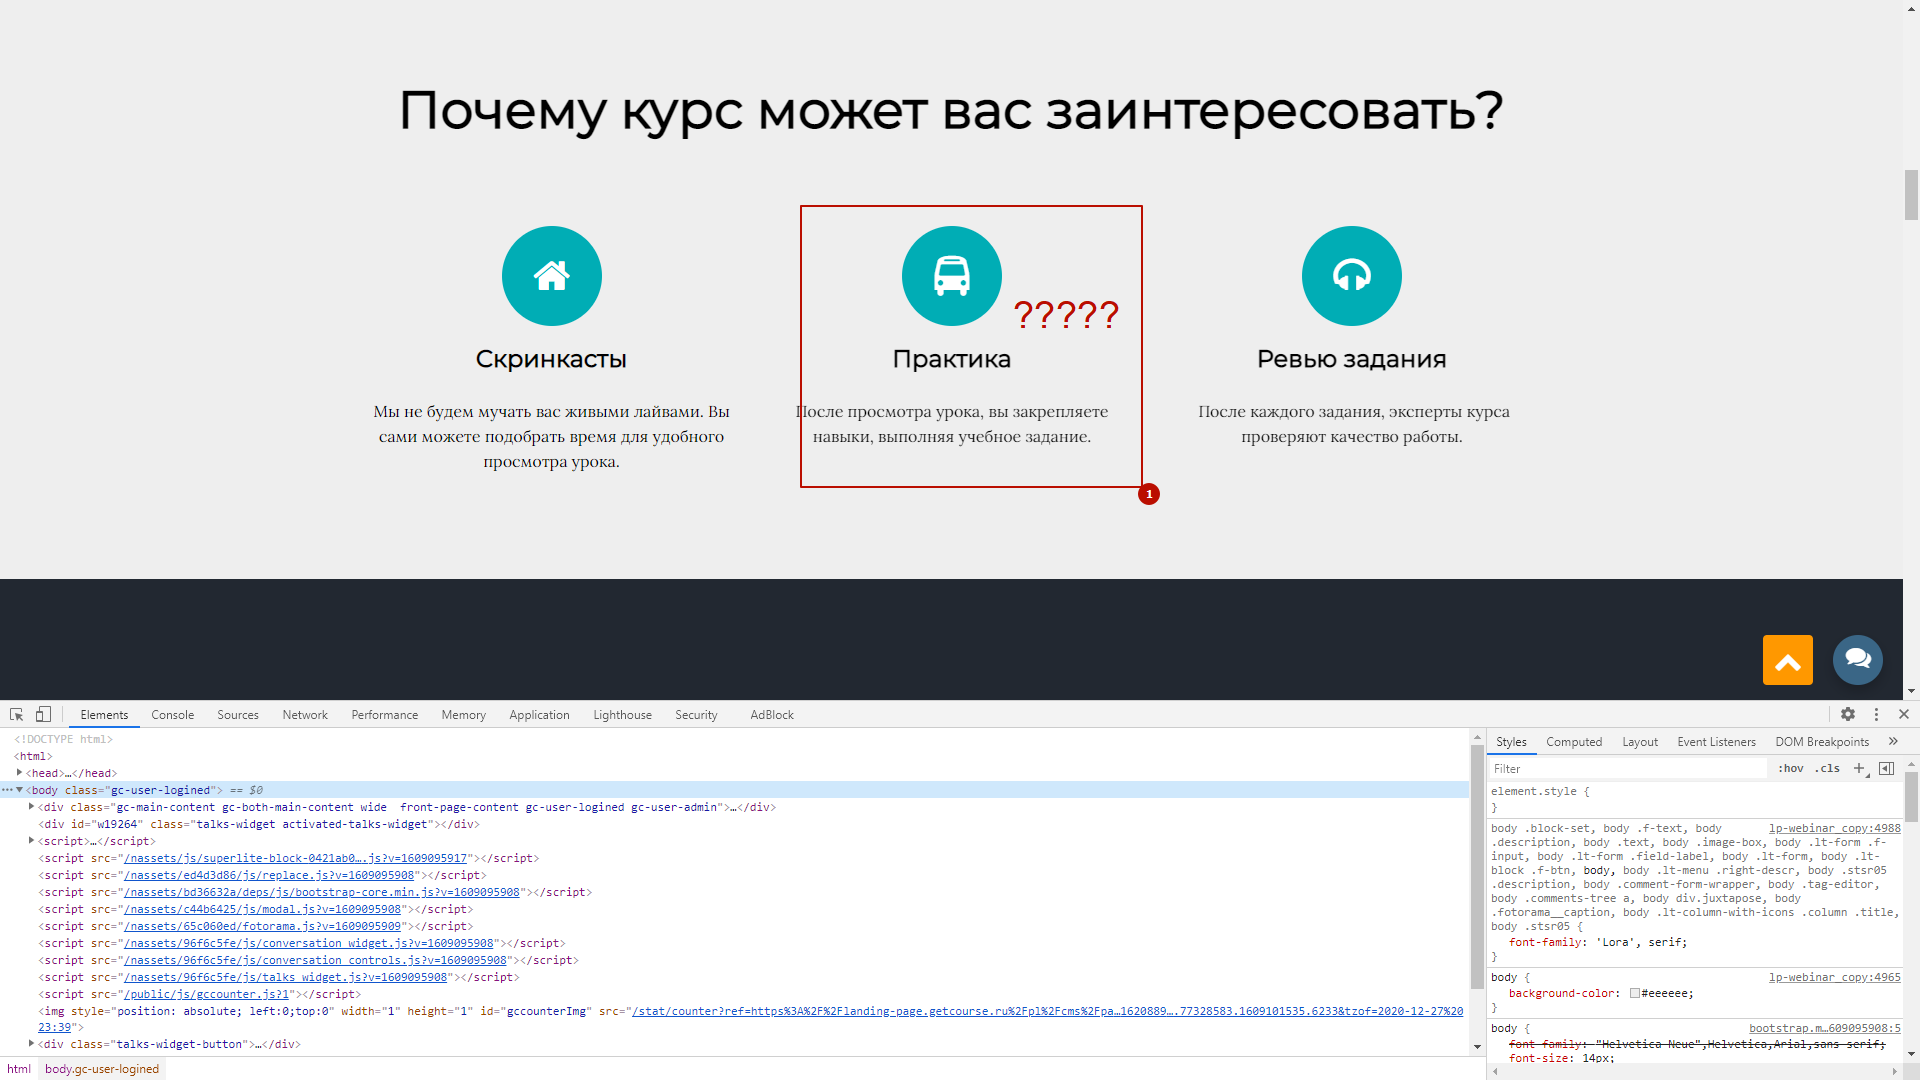 Почему курс может вас заинтересовать?
?????
Скринкасты
Практика
Ревью задания
Мы не будем мучать вас живыми лайвами. Вы
сами можете подобрать время для удобного
просмотра урока.
После просмотра урока, вы закрепляете
навыки, выполняя учебное задание.
После каждого задания, эксперты курса
проверяют качество работы.
1
Elements Console Sources Network Performance Memory Application Lighthouse Security AdBlock
<!DOCTYPE html>
<html>
<head>…</head>
<body class="gc-user-logined"> == $0
<div class="gc-main-content gc-both-main-content wide  front-page-content gc-user-logined gc-user-admin">…</div>
<div id="w19264" class="talks-widget activated-talks-widget"></div>
<script>…</script>
<script src="/nassets/js/superlite-block-0421ab0….js?v=1609095917"></script>
<script src="/nassets/ed4d3d86/js/replace.js?v=1609095908"></script>
<script src="/nassets/bd36632a/deps/js/bootstrap-core.min.js?v=1609095908"></script>
<script src="/nassets/c44b6425/js/modal.js?v=1609095908"></script>
<script src="/nassets/65c060ed/fotorama.js?v=1609095909"></script>
<script src="/nassets/96f6c5fe/js/conversation_widget.js?v=1609095908"></script>
<script src="/nassets/96f6c5fe/js/conversation_controls.js?v=1609095908"></script>
<script src="/nassets/96f6c5fe/js/talks_widget.js?v=1609095908"></script>
<script src="/public/js/gccounter.js?1"></script>
<img style="position: absolute; left:0;top:0" width="1" height="1" id="gccounterImg" src="/stat/counter?ref=https%3A%2F%2Flanding-page.getcourse.ru%2Fpl%2Fcms%2Fpa…1620889….77328583.1609101535.6233&tzof=2020-12-27%20
23:39">
<div class="talks-widget-button">…</div>
html body.gc-user-logined
Styles Computed Layout Event Listeners DOM Breakpoints
Filter :hov .cls
element.style {
}
body .block-set, body .f-text, body lp-webinar_copy:4988
.description, body .text, body .image-box, body .lt-form .f-
input, body .lt-form .field-label, body .lt-form, body .lt-
block .f-btn, body, body .lt-menu .right-descr, body .stsr05
.description, body .comment-form-wrapper, body .tag-editor,
body .comments-tree a, body div.juxtapose, body
.fotorama__caption, body .lt-column-with-icons .column .title,
body .stsr05 {
font-family: 'Lora', serif;
}
body { lp-webinar_copy:4965
background-color: #eeeeee;
}
body { bootstrap.m…609095908:5
font-family: "Helvetica Neue",Helvetica,Arial,sans-serif;
font-size: 14px;